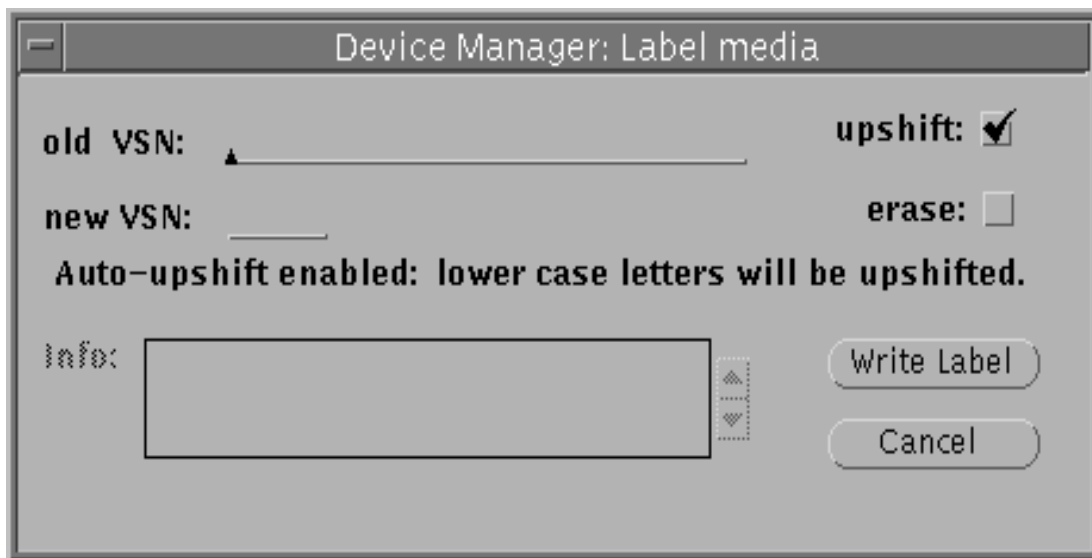 Device Manager: Label media
old VSN:
upshift:
new VSN:
erase:
Auto-upshift enabled: lower case letters will be upshifted.
Info:
Write Label
Cancel